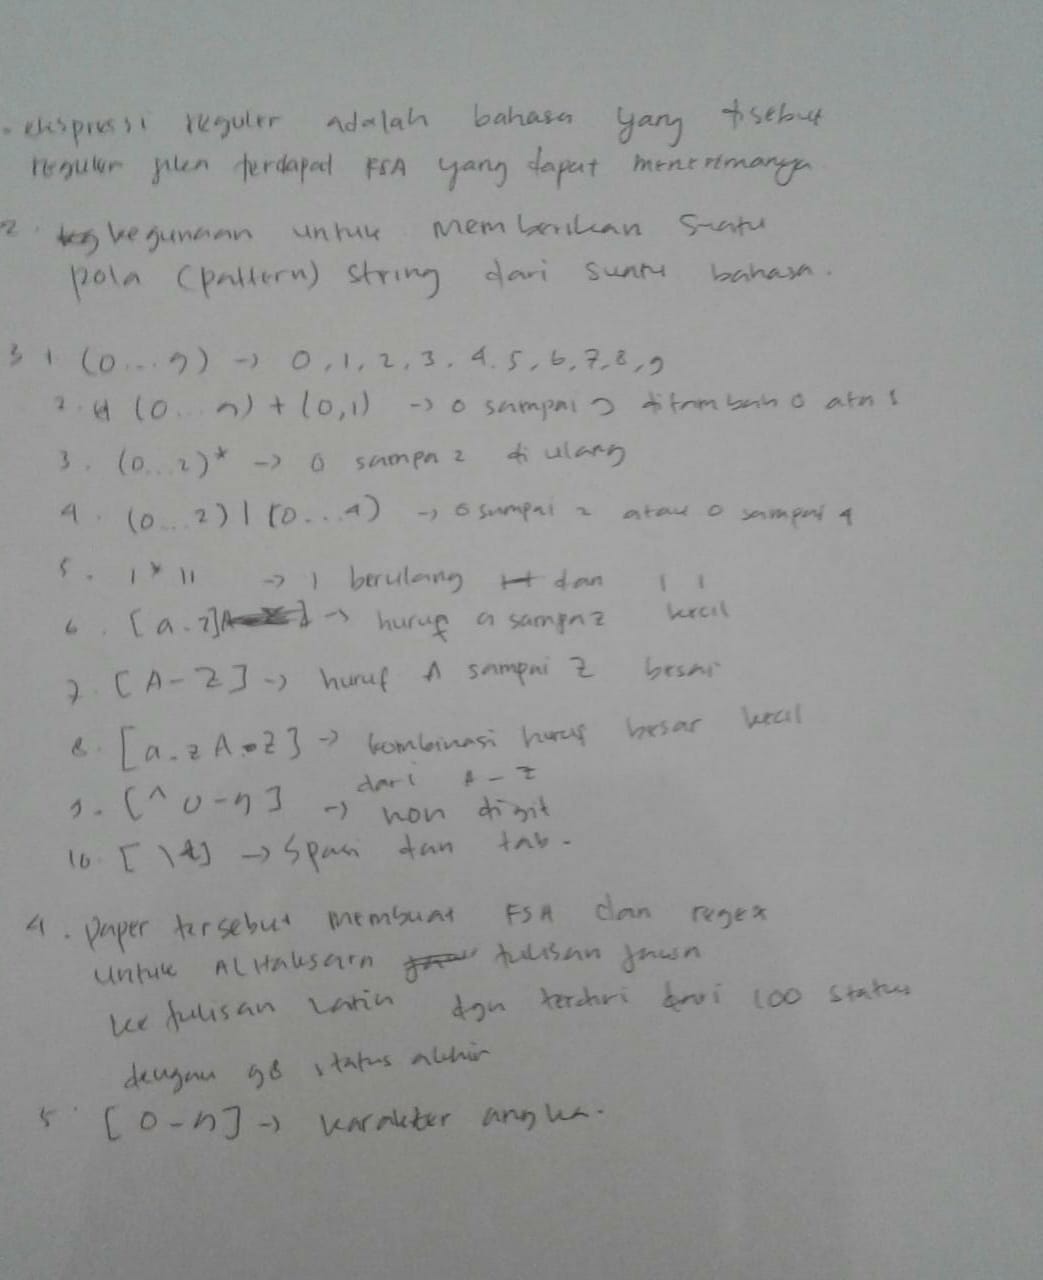 . ekspressi reguler adalah bahasa yang disebut
reguler jika terdapat FSA yang dapat menerimanya
2. kegunaan untuk memberikan suatu
pola (pattern) string dari suatu bahasa.
3 1 (0...9) -> 0,1,2,3,4,5,6,7,8,9
2. (0...9) + (0,1) -> 0 sampai 9 ditambah 0 atau 1
3. (0...2)* -> 0 sampai 2 diulang
4. (0...2) | (0...4) -> 0 sampai 2 atau 0 sampai 4
5. 1*11 -> 1 berulang dan 11
6. [a-z] -> huruf a sampai z kecil
7. [A-Z] -> huruf A sampai Z besar
8. [a-zA-Z] -> kombinasi huruf besar kecil
dari A-Z
9. [^0-9] -> non digit
10. [\t] -> spasi dan tab.
4. paper tersebut membuat FSA dan regex
untuk tulisan jawa
ke tulisan Latin dgn terdiri dari 100 status
dengan 98 status akhir
5. [0-9] -> karakter angka.